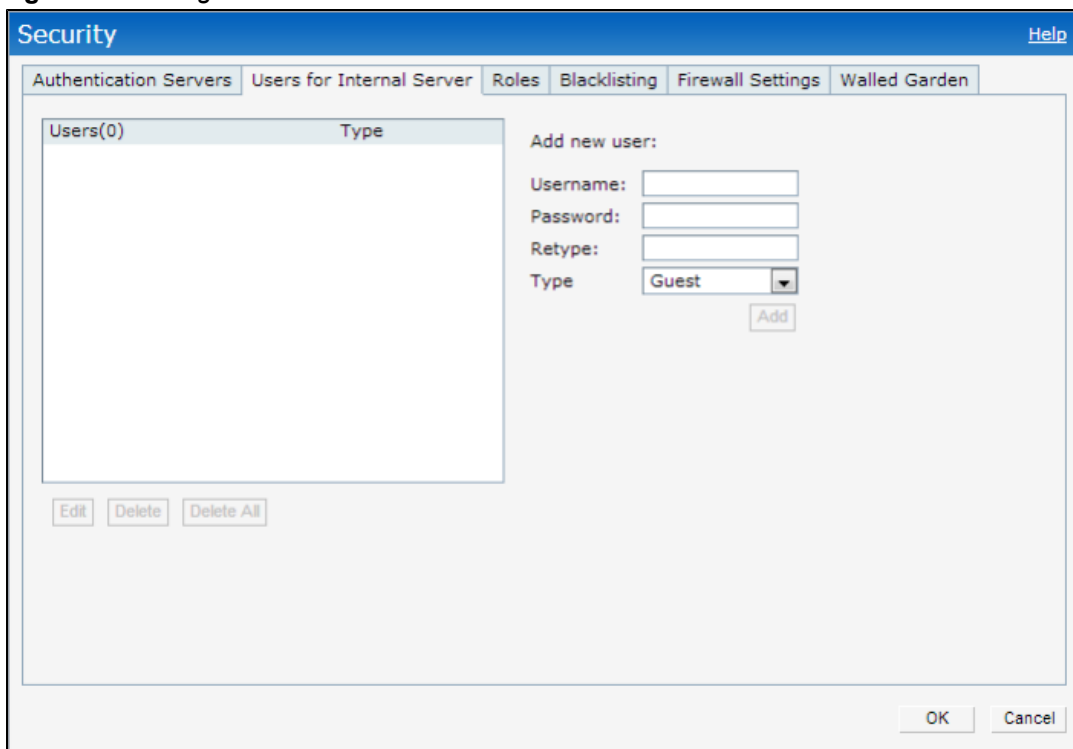 Security Help
Authentication Servers Users for Internal Server Roles Blacklisting Firewall Settings Walled Garden
Users(0) Type
Add new user:
Username:
Password:
Retype:
Type Guest
Add
Edit Delete Delete All
OK Cancel